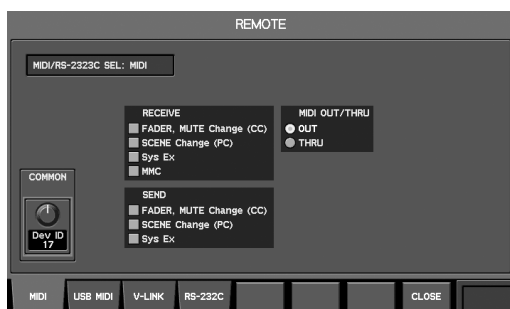 REMOTE
MIDI/RS-2323C SEL: MIDI
RECEIVE
FADER, MUTE Change (CC)
SCENE Change (PC)
Sys Ex
MMC
MIDI OUT/THRU
OUT
THRU
COMMON
Dev ID
17
SEND
FADER, MUTE Change (CC)
SCENE Change (PC)
Sys Ex
MIDI USB MIDI V-LINK RS-232C CLOSE